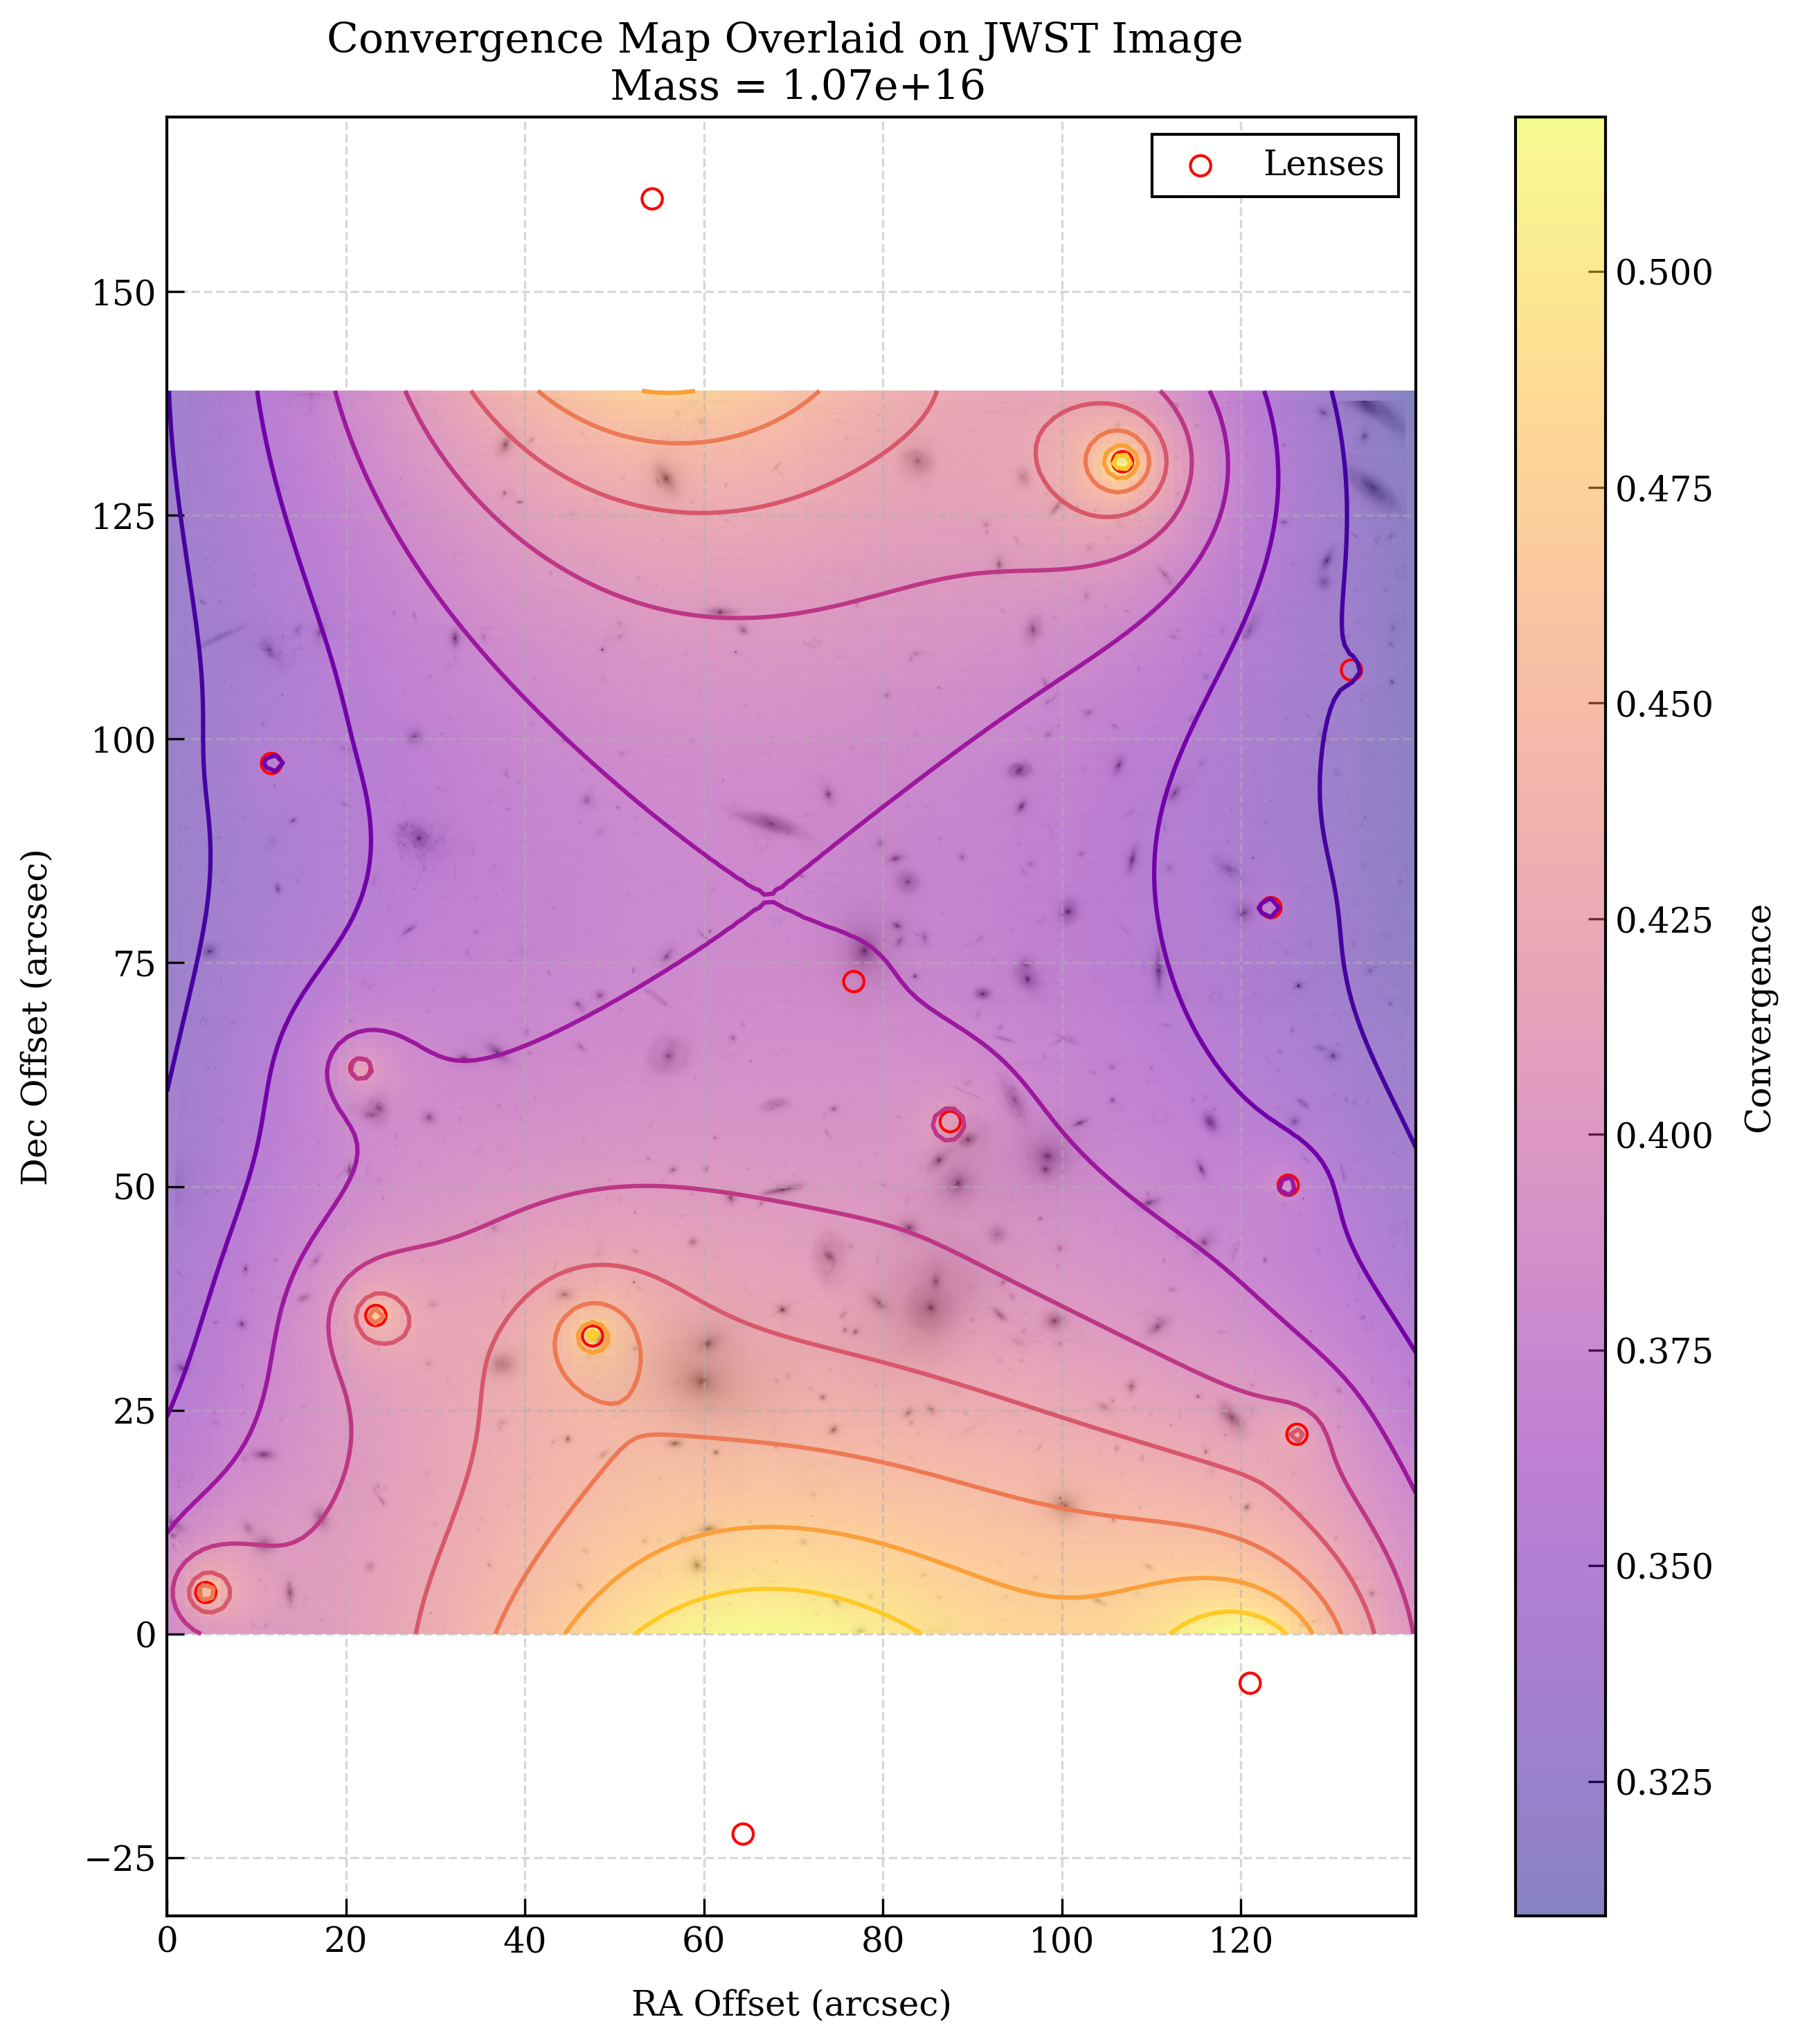 Convergence Map Overlaid on JWST Image
Mass = 1.07e+16
Lenses
150
125
100
75
50
25
0
−25
0 20 40 60 80 100 120
RA Offset (arcsec)
Dec Offset (arcsec)
0.500
0.475
0.450
0.425
0.400
0.375
0.350
0.325
Convergence